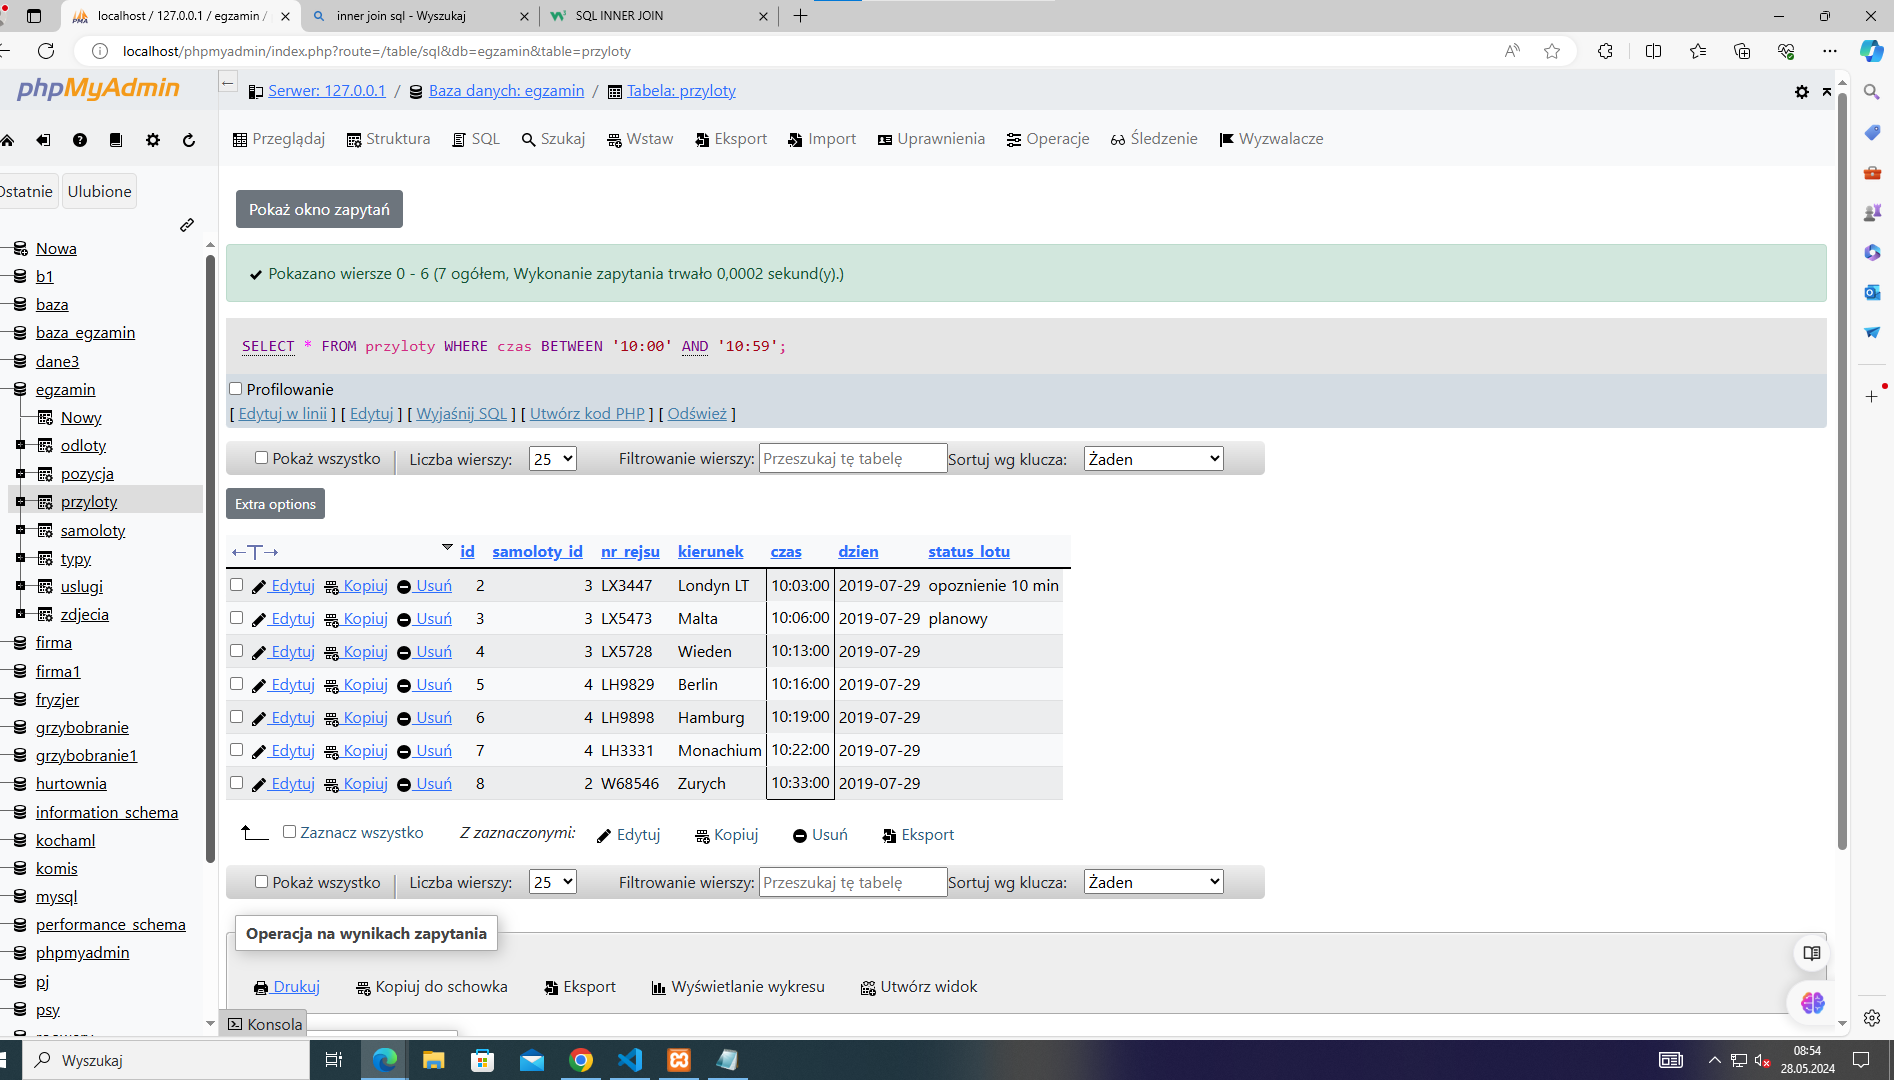 localhost / 127.0.0.1 / egzamin /
inner join sql - Wyszukaj
SQL INNER JOIN
localhost/phpmyadmin/index.php?route=/table/sql&db=egzamin&table=przyloty
phpMyAdmin
Serwer: 127.0.0.1 / Baza danych: egzamin / Tabela: przyloty
Przeglądaj Struktura SQL Szukaj Wstaw Eksport Import Uprawnienia Operacje Śledzenie Wyzwalacze
Ostatnie Ulubione
Nowa
b1
baza
baza_egzamin
dane3
egzamin
Nowy
odloty
pozycja
przyloty
samoloty
typy
uslugi
zdjecia
firma
firma1
fryzjer
grzybobranie
grzybobranie1
hurtownia
information_schema
kochaml
komis
mysql
performance_schema
phpmyadmin
pj
psy
Pokaż okno zapytań
Pokazano wiersze 0 - 6 (7 ogółem, Wykonanie zapytania trwało 0,0002 sekund(y).)
SELECT * FROM przyloty WHERE czas BETWEEN '10:00' AND '10:59';
Profilowanie
[ Edytuj w linii ] [ Edytuj ] [ Wyjaśnij SQL ] [ Utwórz kod PHP ] [ Odśwież ]
Pokaż wszystko Liczba wierszy: 25 Filtrowanie wierszy: Przeszukaj tę tabelę Sortuj wg klucza: Żaden
Extra options
←T→ id samoloty_id nr_rejsu kierunek czas dzien status_lotu
Edytuj Kopiuj Usuń 2 3 LX3447 Londyn LT 10:03:00 2019-07-29 opoznienie 10 min
Edytuj Kopiuj Usuń 3 3 LX5473 Malta 10:06:00 2019-07-29 planowy
Edytuj Kopiuj Usuń 4 3 LX5728 Wieden 10:13:00 2019-07-29
Edytuj Kopiuj Usuń 5 4 LH9829 Berlin 10:16:00 2019-07-29
Edytuj Kopiuj Usuń 6 4 LH9898 Hamburg 10:19:00 2019-07-29
Edytuj Kopiuj Usuń 7 4 LH3331 Monachium 10:22:00 2019-07-29
Edytuj Kopiuj Usuń 8 2 W68546 Zurych 10:33:00 2019-07-29
Zaznacz wszystko Z zaznaczonymi: Edytuj Kopiuj Usuń Eksport
Pokaż wszystko Liczba wierszy: 25 Filtrowanie wierszy: Przeszukaj tę tabelę Sortuj wg klucza: Żaden
Operacja na wynikach zapytania
Drukuj Kopiuj do schowka Eksport Wyświetlanie wykresu Utwórz widok
Konsola
Wyszukaj
08:54
28.05.2024